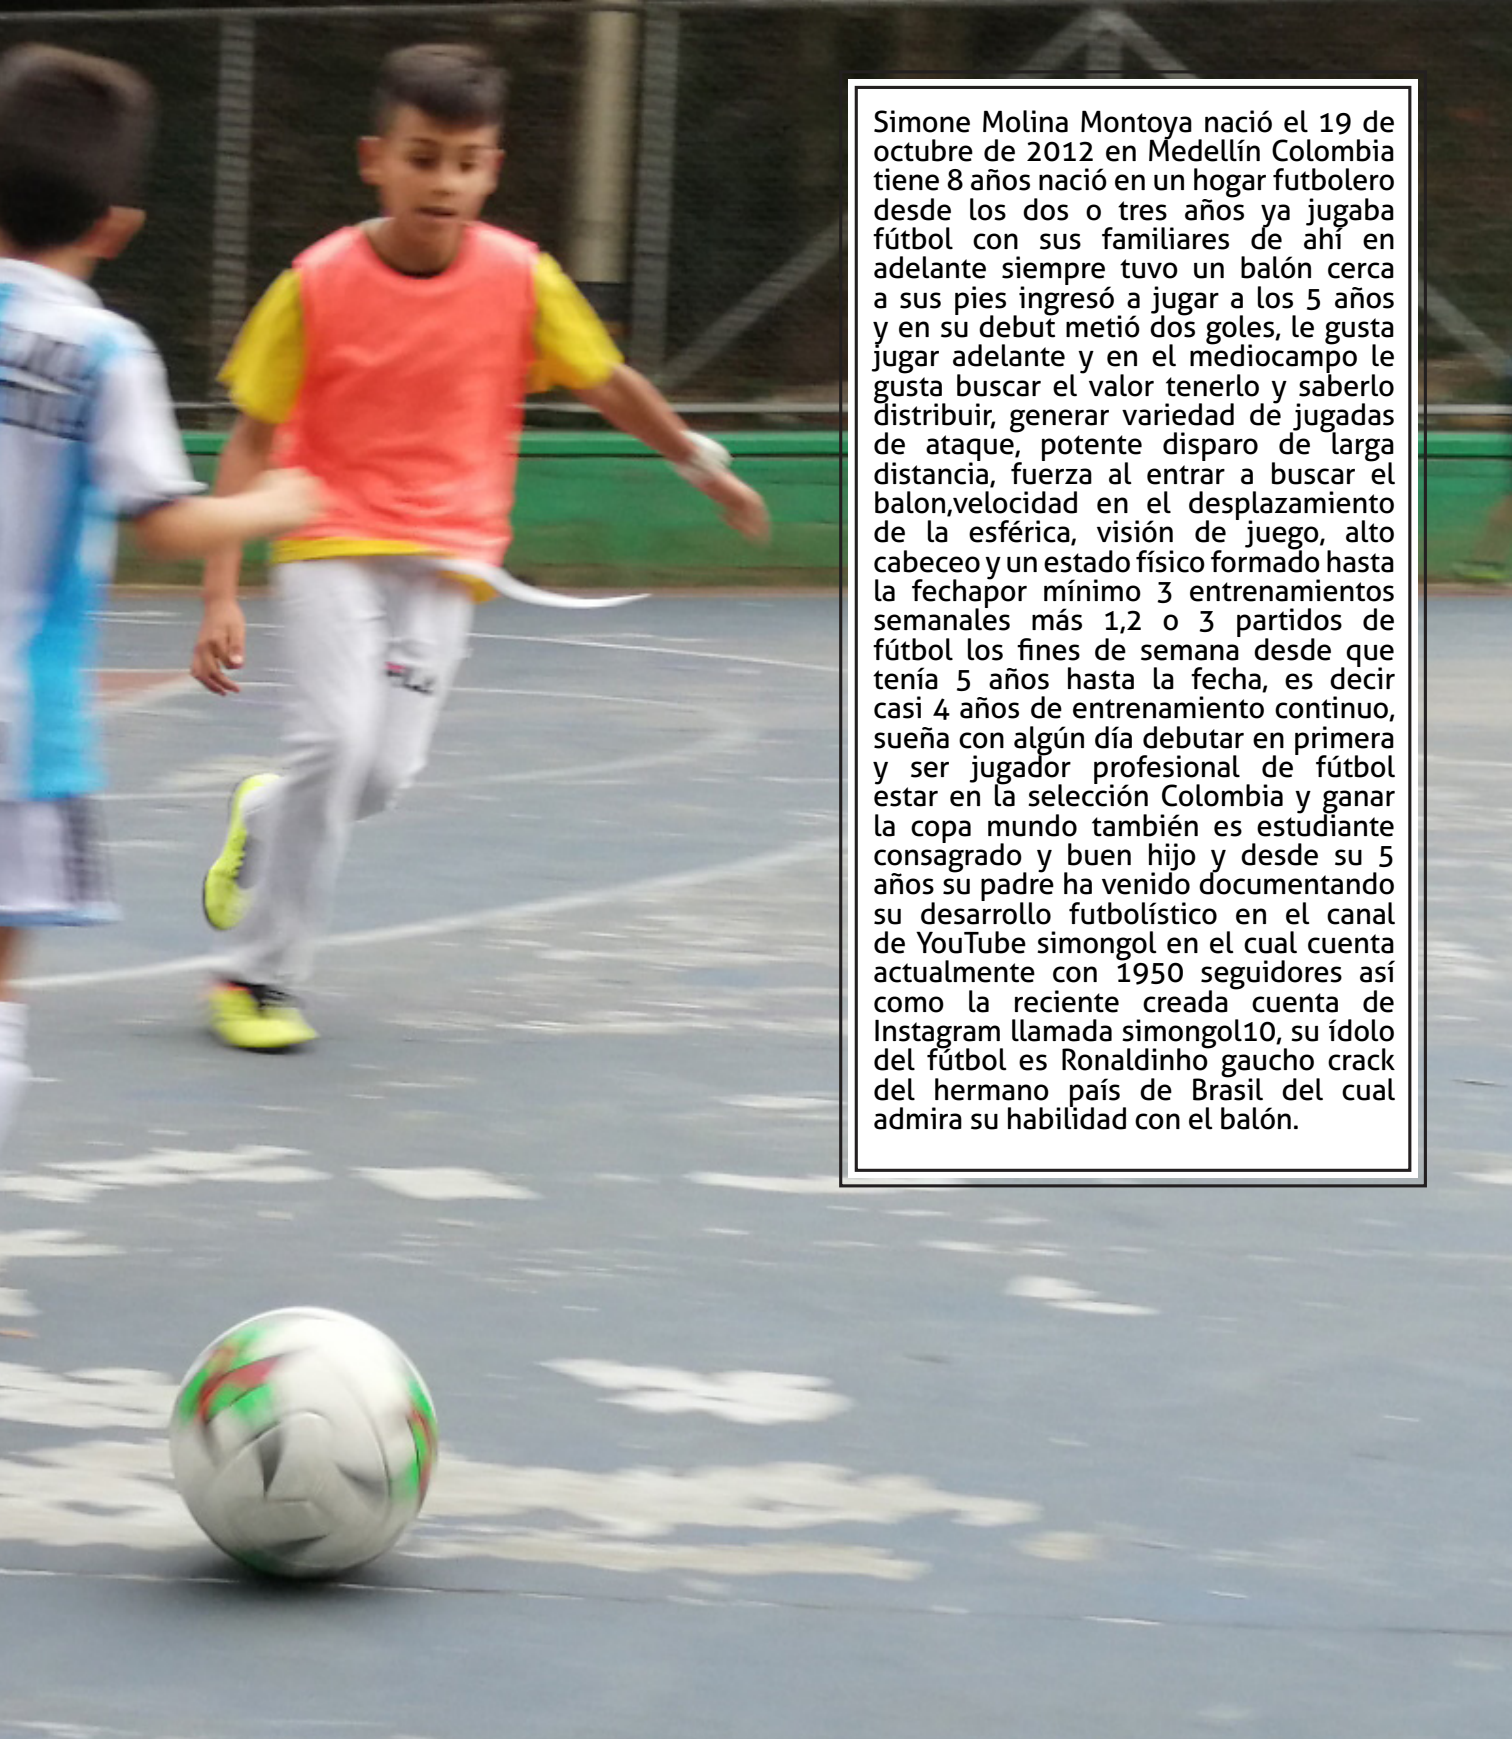 Simone Molina Montoya nació el 19 de
octubre de 2012 en Medellín Colombia
tiene 8 años nació en un hogar futbolero
desde los dos o tres años ya jugaba
fútbol con sus familiares de ahí en
adelante siempre tuvo un balón cerca
a sus pies ingresó a jugar a los 5 años
y en su debut metió dos goles, le gusta
jugar adelante y en el mediocampo le
gusta buscar el valor tenerlo y saberlo
distribuir, generar variedad de jugadas
de ataque, potente disparo de larga
distancia, fuerza al entrar a buscar el
balon,velocidad en el desplazamiento
de la esférica, visión de juego, alto
cabeceo y un estado físico formado hasta
la fechapor mínimo 3 entrenamientos
semanales más 1,2 o 3 partidos de
fútbol los fines de semana desde que
tenía 5 años hasta la fecha, es decir
casi 4 años de entrenamiento continuo,
sueña con algún día debutar en primera
y ser jugador profesional de fútbol
estar en la selección Colombia y ganar
la copa mundo también es estudiante
consagrado y buen hijo y desde su 5
años su padre ha venido documentando
su desarrollo futbolístico en el canal
de YouTube simongol en el cual cuenta
actualmente con 1950 seguidores así
como la reciente creada cuenta de
Instagram llamada simongol10, su ídolo
del fútbol es Ronaldinho gaucho crack
del hermano país de Brasil del cual
admira su habilidad con el balón.